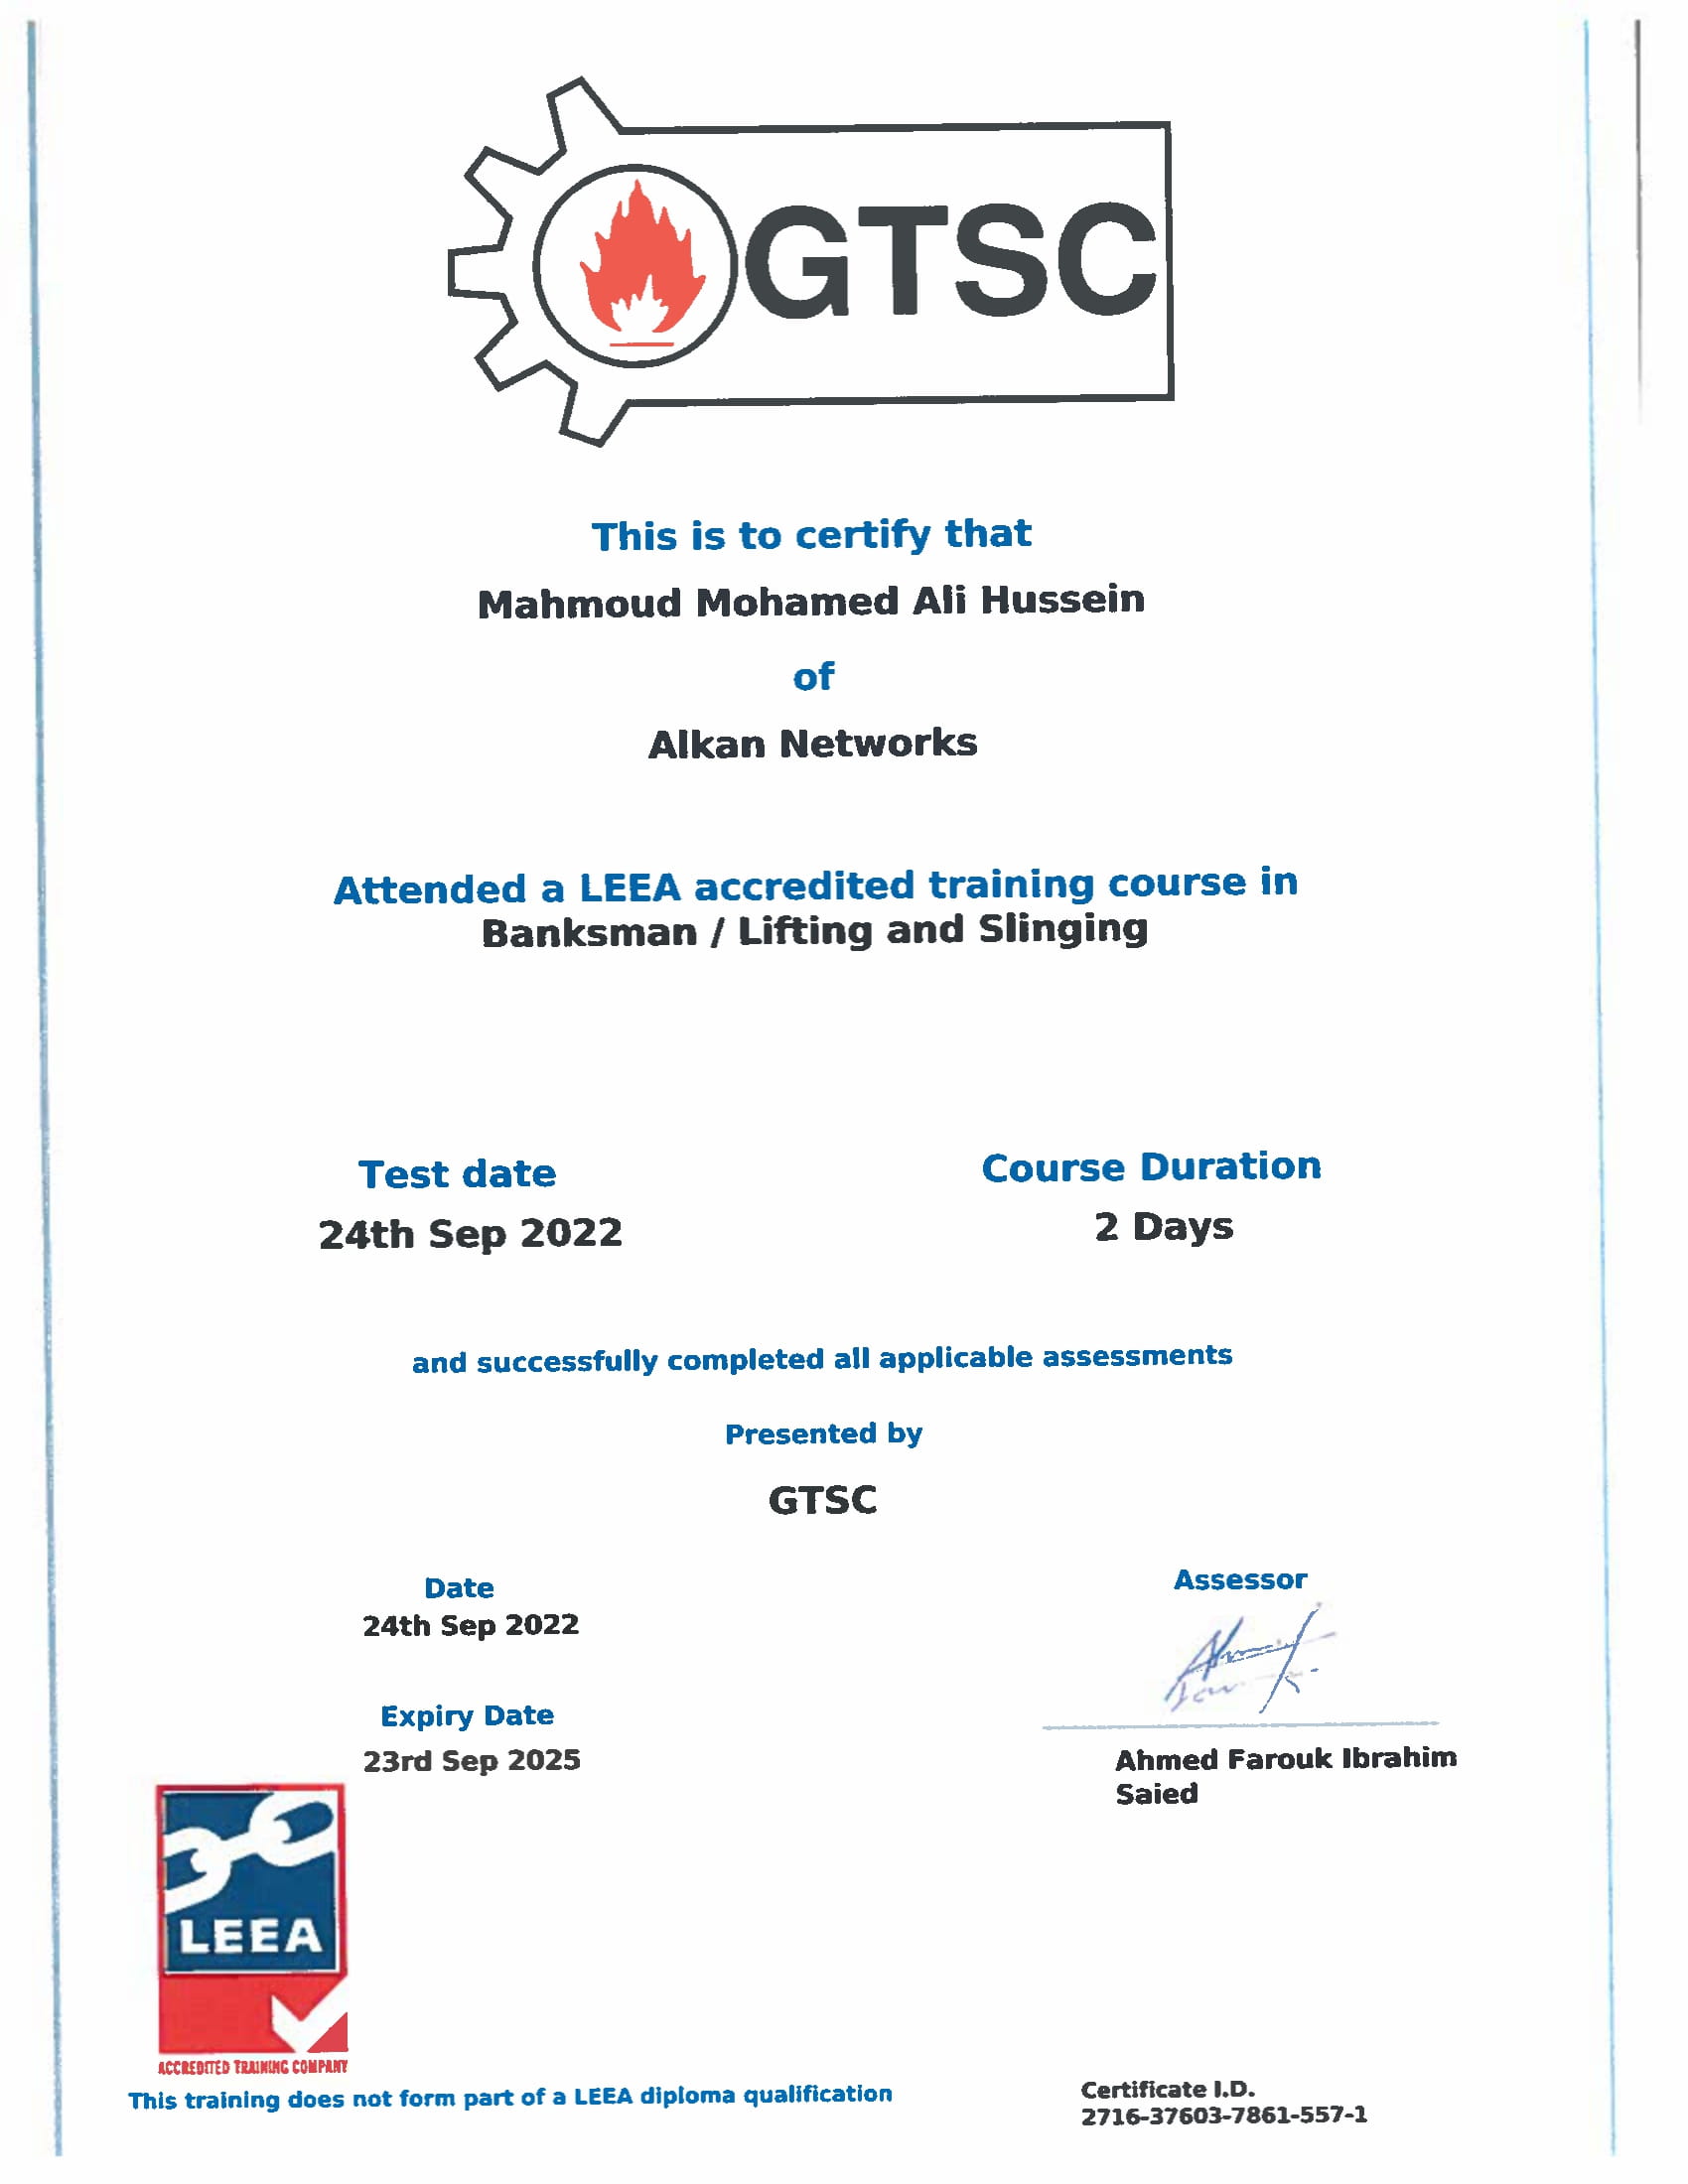 GTSC
This is to certify that
Mahmoud Mohamed Ali Hussein
of
Alkan Networks
Attended a LEEA accredited training course in
Banksman / Lifting and Slinging
Test date
24th Sep 2022
Course Duration
2 Days
and successfully completed all applicable assessments
Presented by
GTSC
Date
24th Sep 2022
Expiry Date
23rd Sep 2025
Assessor
Ahmed Farouk Ibrahim
Saied
LEEA
ACCREDITED TRAINING COMPANY
This training does not form part of a LEEA diploma qualification
Certificate I.D.
2716-37603-7861-557-1